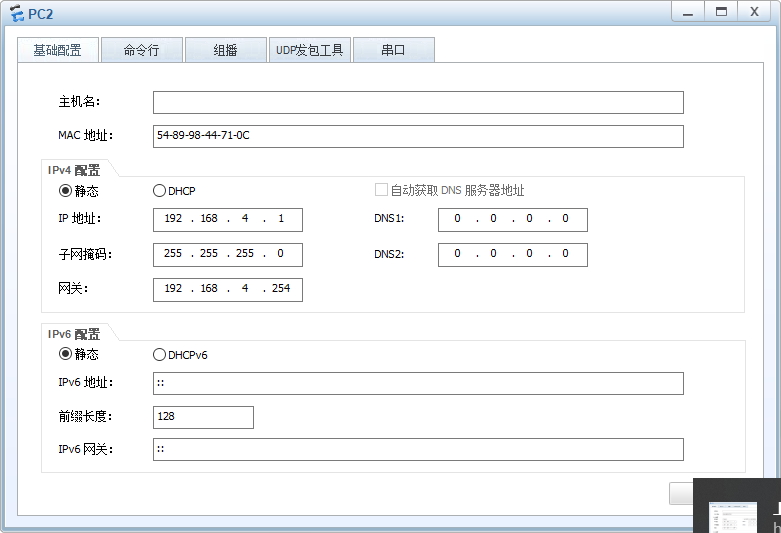 PC2
基础配置 命令行 组播 UDP发包工具 串口
主机名：
MAC 地址： 54-89-98-44-71-0C
IPv4 配置
静态 DHCP 自动获取 DNS 服务器地址
IP 地址： 192 . 168 . 4 . 1 DNS1: 0 . 0 . 0 . 0
子网掩码： 255 . 255 . 255 . 0 DNS2: 0 . 0 . 0 . 0
网关： 192 . 168 . 4 . 254
IPv6 配置
静态 DHCPv6
IPv6 地址： ::
前缀长度： 128
IPv6 网关： ::